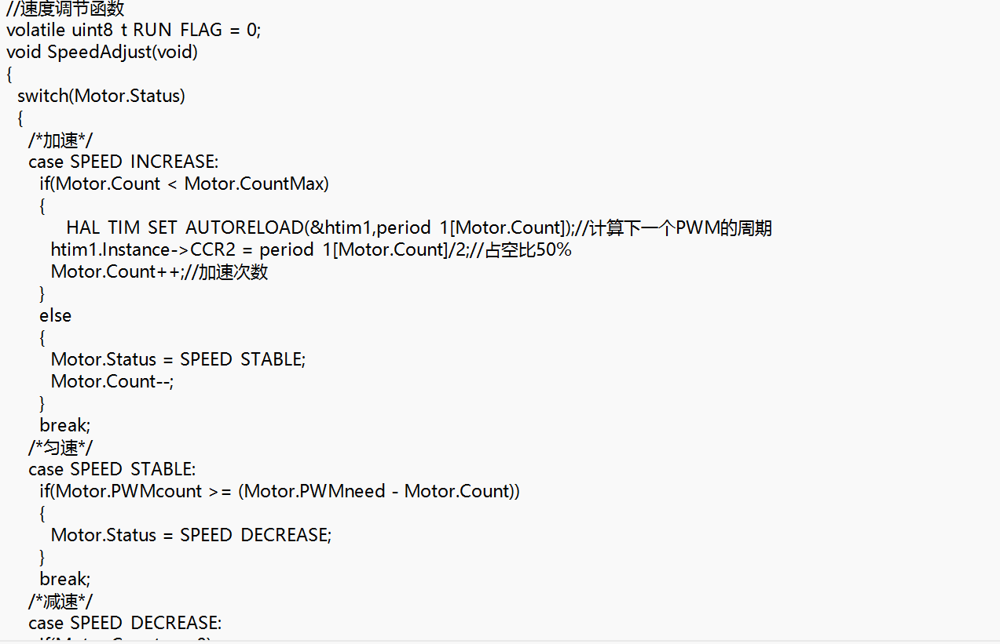 //速度调节函数
volatile uint8 t RUN FLAG = 0;
void SpeedAdjust(void)
{
switch(Motor.Status)
{
/*加速*/
case SPEED INCREASE:
if(Motor.Count < Motor.CountMax)
{
HAL TIM SET AUTORELOAD(&htim1,period 1[Motor.Count]);//计算下一个PWM的周期
htim1.Instance->CCR2 = period 1[Motor.Count]/2;//占空比50%
Motor.Count++;//加速次数
}
else
{
Motor.Status = SPEED STABLE;
Motor.Count--;
}
break;
/*匀速*/
case SPEED STABLE:
if(Motor.PWMcount >= (Motor.PWMneed - Motor.Count))
{
Motor.Status = SPEED DECREASE;
}
break;
/*减速*/
case SPEED DECREASE: